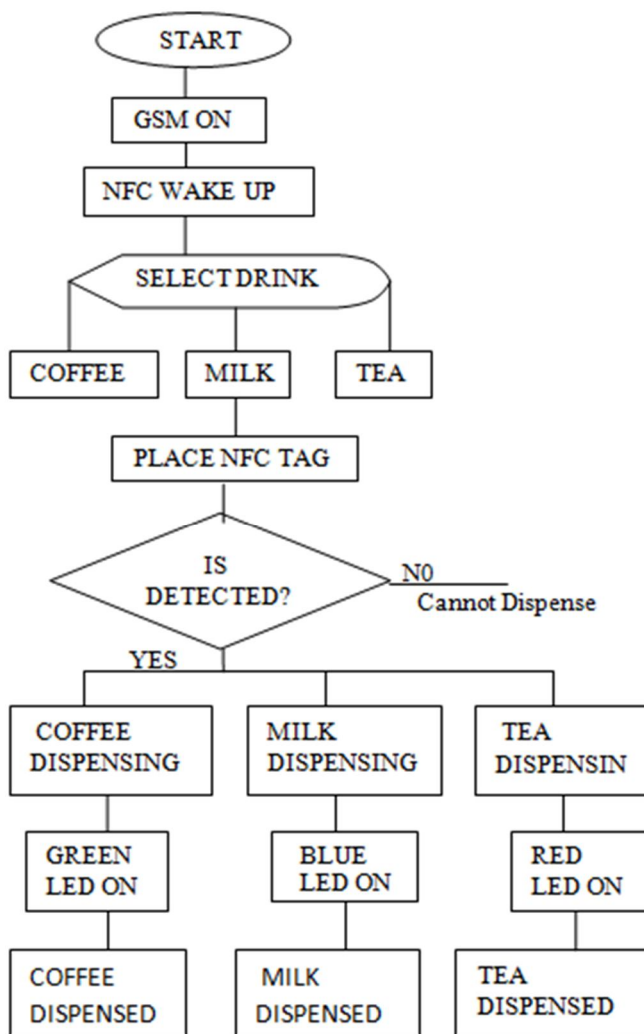 START
GSM ON
NFC WAKE UP
SELECT DRINK
COFFEE
MILK
TEA
PLACE NFC TAG
IS
DETECTED?
N0
Cannot Dispense
YES
COFFEE
DISPENSING
MILK
DISPENSING
TEA
DISPENSIN
GREEN
LED ON
BLUE
LED ON
RED
LED ON
COFFEE
DISPENSED
MILK
DISPENSED
TEA
DISPENSED